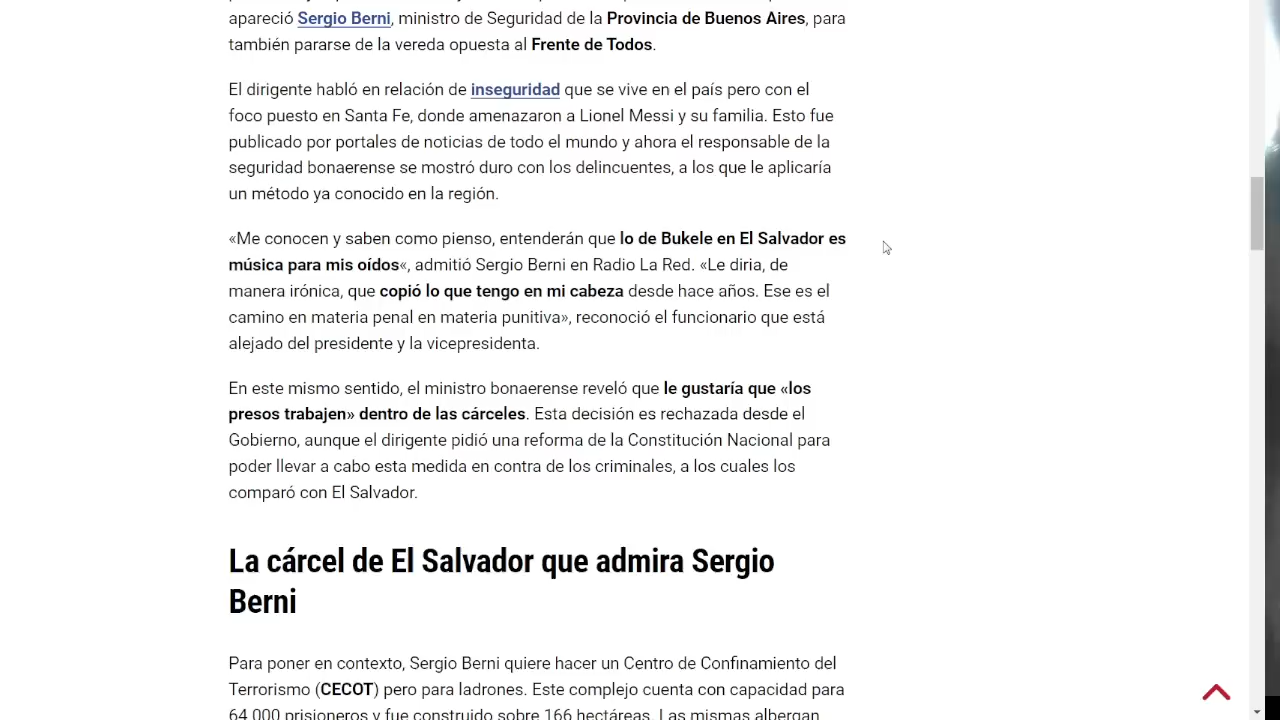 apareció Sergio Berni, ministro de Seguridad de la Provincia de Buenos Aires, para
también pararse de la vereda opuesta al Frente de Todos.
El dirigente habló en relación de inseguridad que se vive en el país pero con el
foco puesto en Santa Fe, donde amenazaron a Lionel Messi y su familia. Esto fue
publicado por portales de noticias de todo el mundo y ahora el responsable de la
seguridad bonaerense se mostró duro con los delincuentes, a los que le aplicaría
un método ya conocido en la región.
«Me conocen y saben como pienso, entenderán que lo de Bukele en El Salvador es
música para mis oídos«, admitió Sergio Berni en Radio La Red. «Le diria, de
manera irónica, que copió lo que tengo en mi cabeza desde hace años. Ese es el
camino en materia penal en materia punitiva», reconoció el funcionario que está
alejado del presidente y la vicepresidenta.
En este mismo sentido, el ministro bonaerense reveló que le gustaría que «los
presos trabajen» dentro de las cárceles. Esta decisión es rechazada desde el
Gobierno, aunque el dirigente pidió una reforma de la Constitución Nacional para
poder llevar a cabo esta medida en contra de los criminales, a los cuales los
comparó con El Salvador.
La cárcel de El Salvador que admira Sergio
Berni
Para poner en contexto, Sergio Berni quiere hacer un Centro de Confinamiento del
Terrorismo (CECOT) pero para ladrones. Este complejo cuenta con capacidad para
64.000 prisioneros y fue construido sobre 166 hectáreas. Las mismas albergan